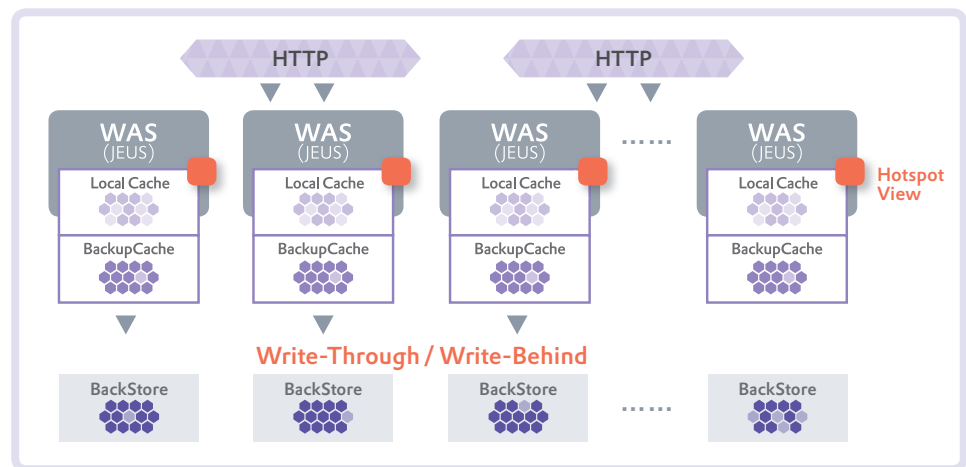 HTTP
HTTP
WAS
(JEUS)
WAS
(JEUS)
WAS
(JEUS)
......
WAS
(JEUS)
Local Cache
Local Cache
Local Cache
Local Cache
Hotspot
View
BackupCache
BackupCache
BackupCache
BackupCache
Write-Through / Write-Behind
BackStore
BackStore
BackStore
......
BackStore